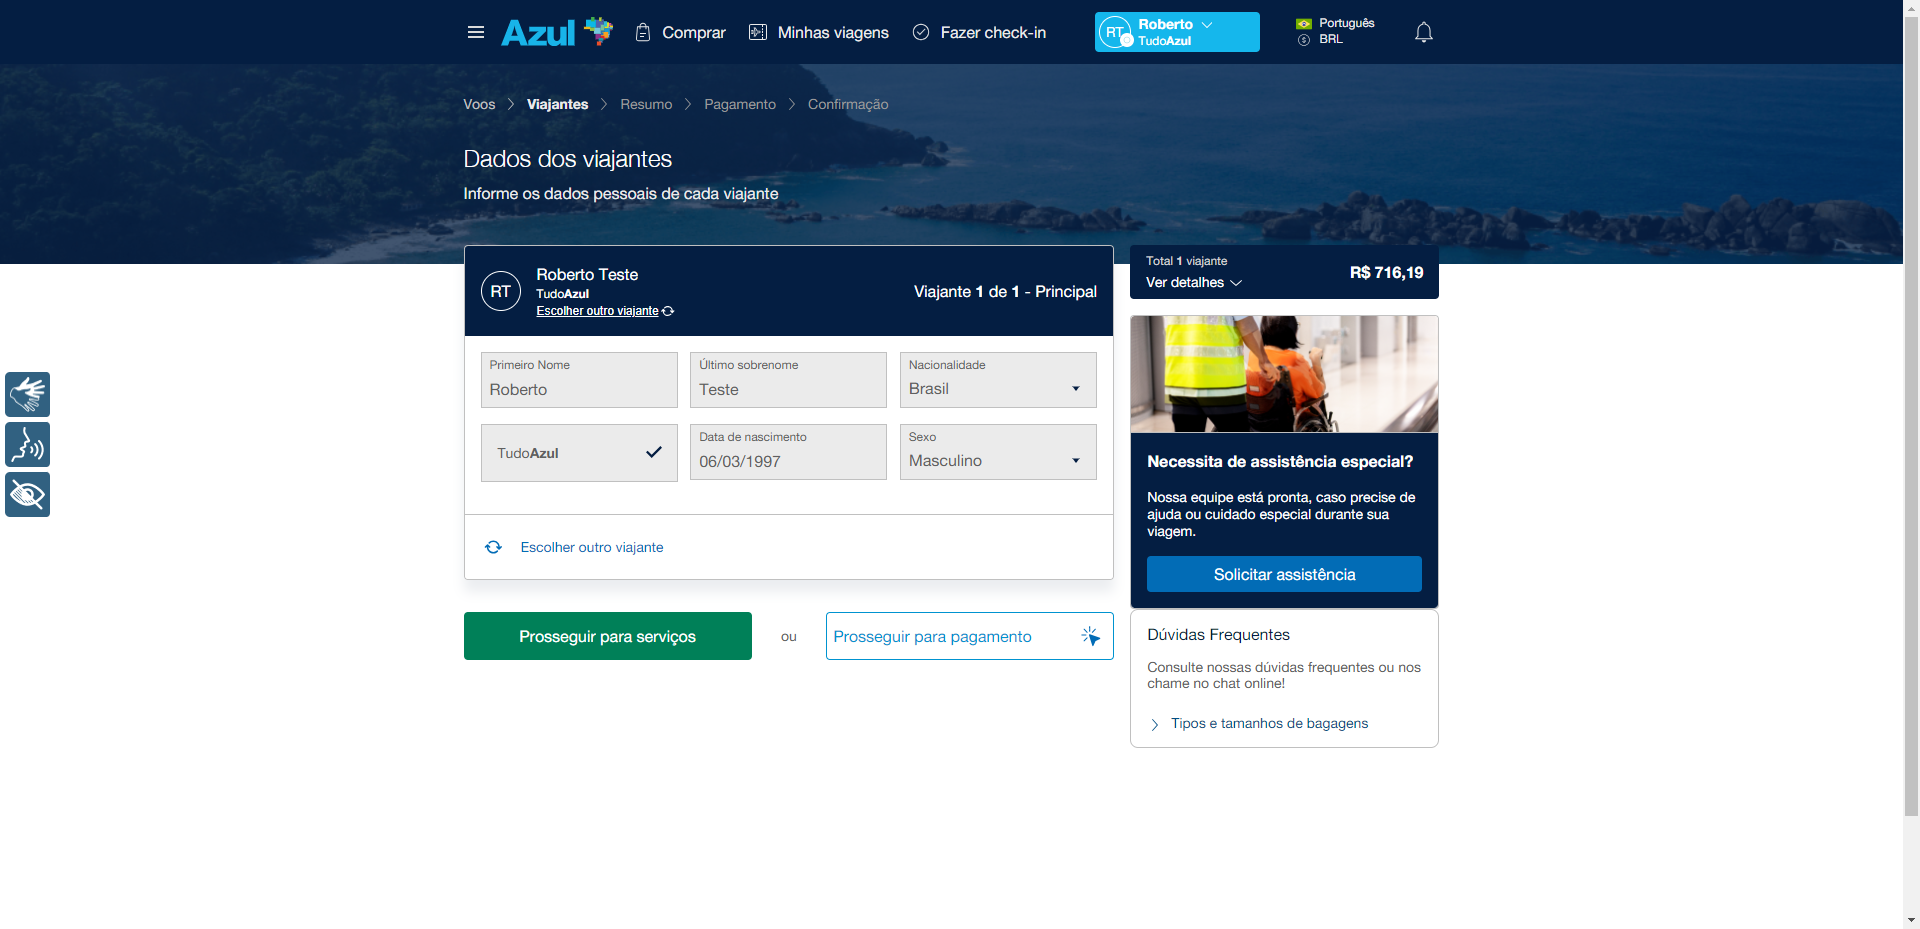 Azul
Comprar
Minhas viagens
Fazer check-in
RT
Roberto
TudoAzul
Português
BRL
Voos
Viajantes
Resumo
Pagamento
Confirmação
Dados dos viajantes
Informe os dados pessoais de cada viajante
RT
Roberto Teste
TudoAzul
Escolher outro viajante
Viajante 1 de 1 - Principal
Primeiro Nome
Roberto
Último sobrenome
Teste
Nacionalidade
Brasil
TudoAzul
Data de nascimento
06/03/1997
Sexo
Masculino
Escolher outro viajante
Prosseguir para serviços
ou
Prosseguir para pagamento
Total 1 viajante
Ver detalhes
R$ 716,19
Necessita de assistência especial?
Nossa equipe está pronta, caso precise de
ajuda ou cuidado especial durante sua
viagem.
Solicitar assistência
Dúvidas Frequentes
Consulte nossas dúvidas frequentes ou nos
chame no chat online!
Tipos e tamanhos de bagagens